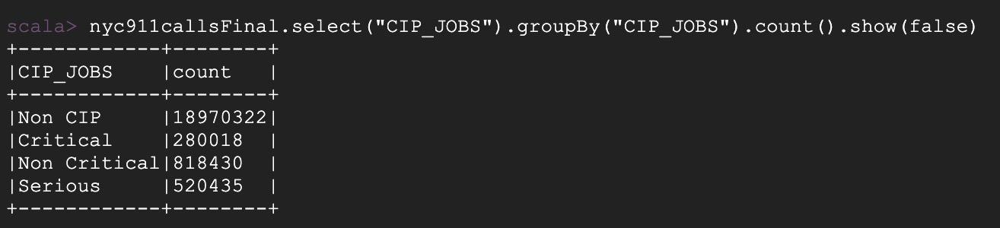 scala> nyc911callsFinal.select("CIP_JOBS").groupBy("CIP_JOBS").count().show(false)
+------------+--------+
|CIP_JOBS    |count   |
+------------+--------+
|Non CIP     |18970322|
|Critical    |280018  |
|Non Critical|818430  |
|Serious     |520435  |
+------------+--------+